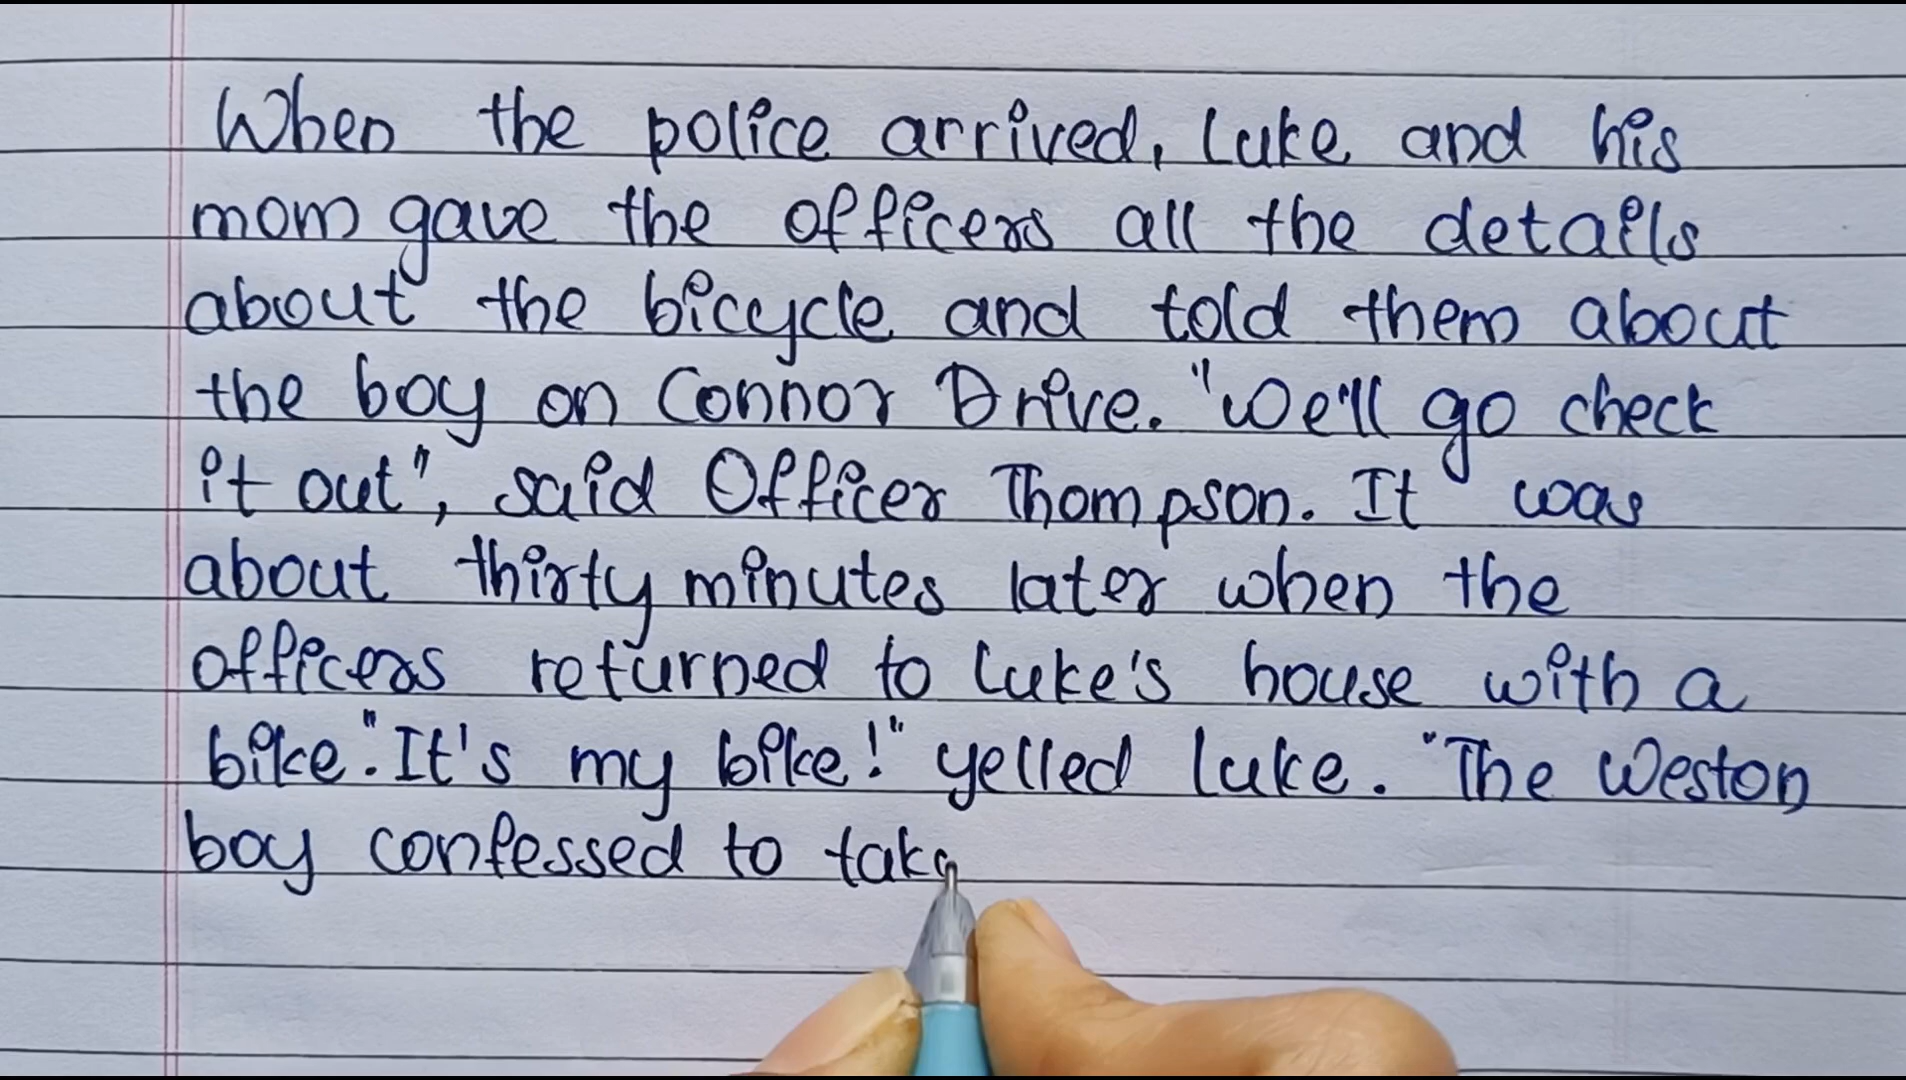 When the police arrived, Luke and his
mom gave the officers all the details
about the bicycle and told them about
the boy on Connor Drive. "We'll go check
it out", said Officer Thompson. It was
about thirty minutes later when the
officers returned to Luke's house with a
bike. "It's my bike!" yelled Luke. "The Weston
boy confessed to